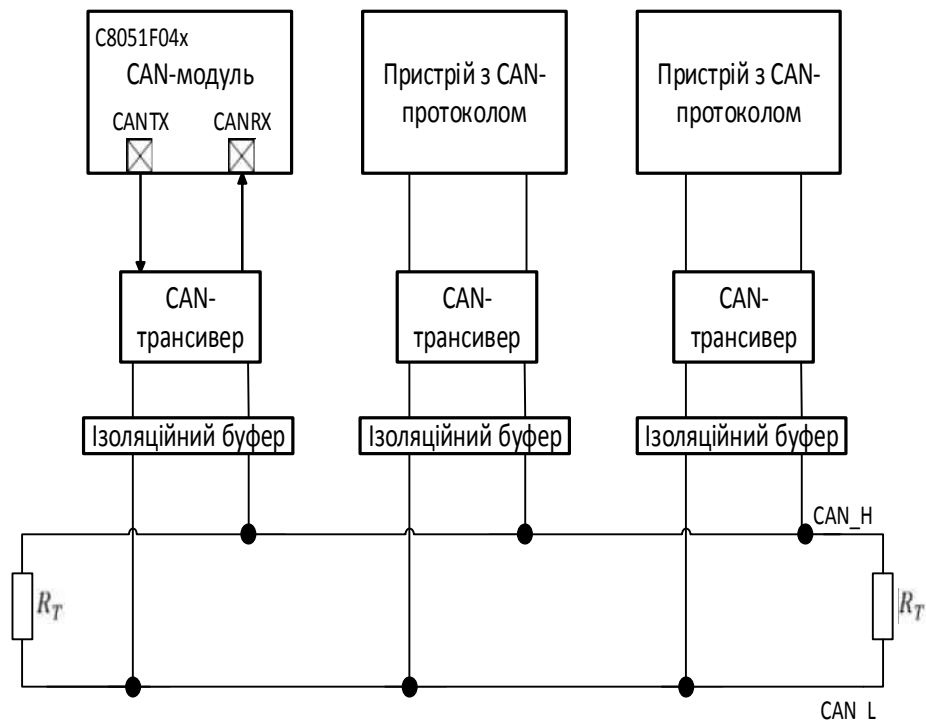 C8051F04x
CAN-модуль
CANTX
CANRX
Пристрій з CAN-
протоколом
Пристрій з CAN-
протоколом
CAN-
трансивер
CAN-
трансивер
CAN-
трансивер
Ізоляційний буфер
Ізоляційний буфер
Ізоляційний буфер
CAN_H
R_T
R_T
CAN_L